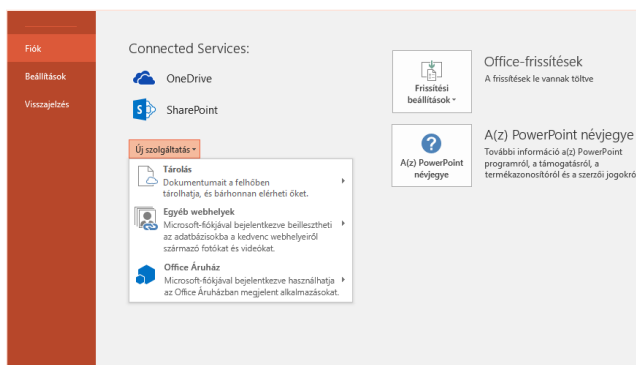 Fiók
Beállítások
Visszajelzés
Connected Services:
OneDrive
SharePoint
Új szolgáltatás
Tárolás
Dokumentumait a felhőben
tárolhatja, és bárhonnan elérheti őket.
Egyéb webhelyek
Microsoft-fiókjával bejelentkezve beillesztheti
az adatbázisokba a kedvenc webhelyeiről
származó fotókat és videókat.
Office Áruház
Microsoft-fiókjával bejelentkezve használhatja
az Office Áruházban megjelent alkalmazásokat.
Frissítési
beállítások
Office-frissítések
A frissítések le vannak töltve
A(z) PowerPoint
névjegye
A(z) PowerPoint névjegye
További információ a(z) PowerPoint
programról, a támogatásról, a
termékazonosítóról és a szerzői jogokró